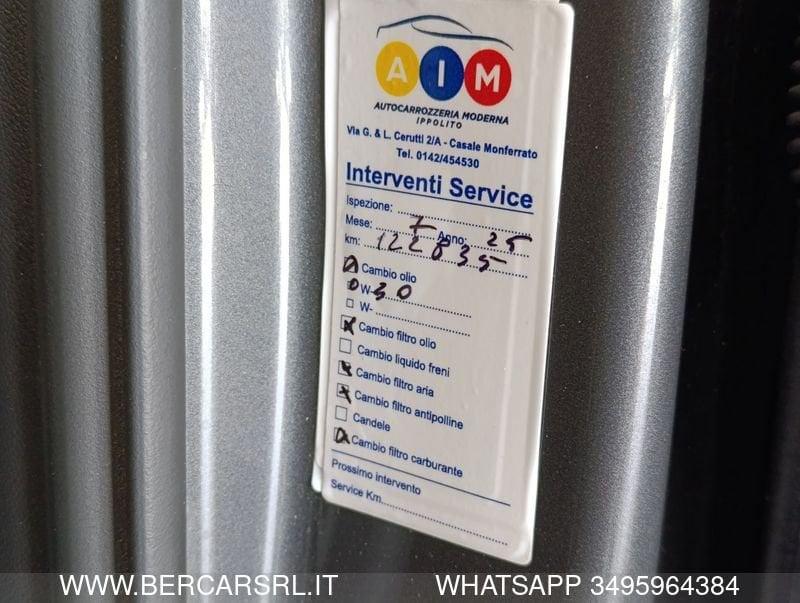 AIM
AUTOCARROZZERIA MODERNA
IPPOLITO
Via G. & L. Cerutti 2/A - Casale Monferrato
Tel. 0142/454530
Interventi Service
Ispezione:
Mese: 7 Anno: 25
km: 122835
Cambio olio
0 W-30
W-
Cambio filtro olio
Cambio liquido freni
Cambio filtro aria
Cambio filtro antipolline
Candele
Cambio filtro carburante
Prossimo intervento
Service Km
WWW.BERCARSRL.IT WHATSAPP 3495964384